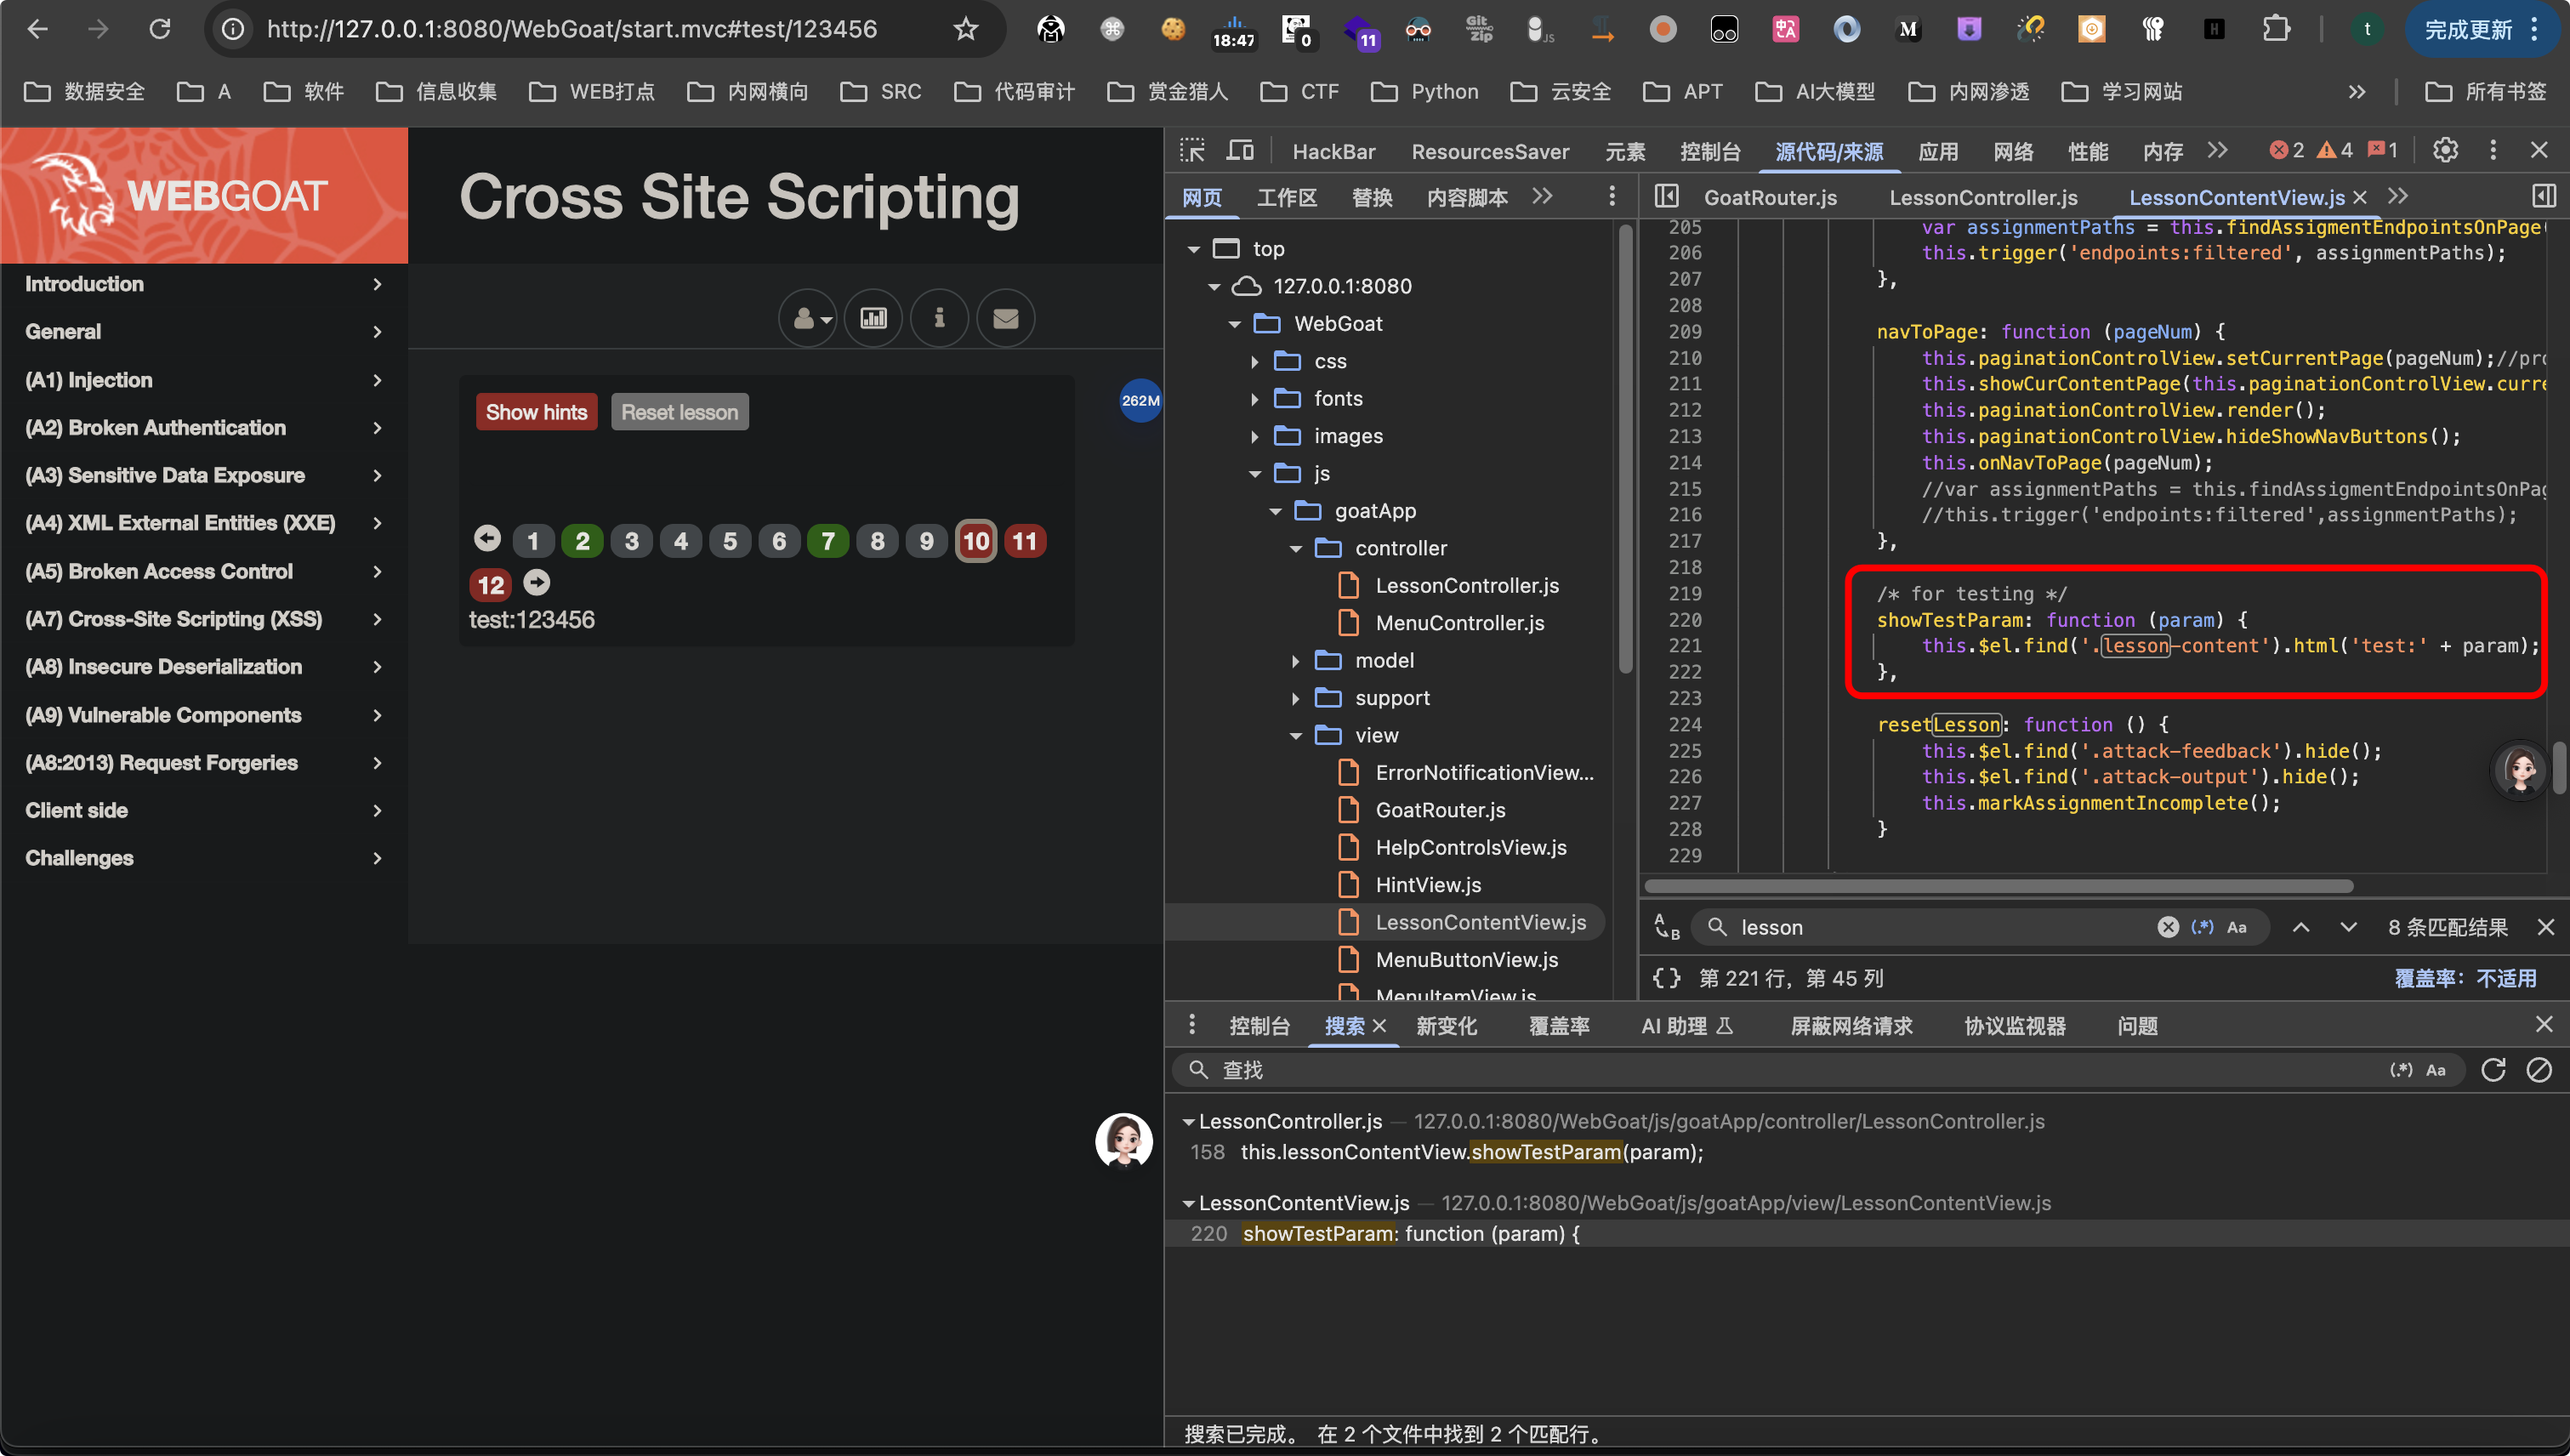 http://127.0.0.1:8080/WebGoat/start.mvc#test/123456
18:47
0
11
Git
Zip
JS
M
H
t
完成更新
数据安全
A
软件
信息收集
WEB打点
内网横向
SRC
代码审计
赏金猎人
CTF
Python
云安全
APT
AI大模型
内网渗透
学习网站
所有书签
WEBGOAT
Cross Site Scripting
Introduction
General
(A1) Injection
(A2) Broken Authentication
(A3) Sensitive Data Exposure
(A4) XML External Entities (XXE)
(A5) Broken Access Control
(A7) Cross-Site Scripting (XSS)
(A8) Insecure Deserialization
(A9) Vulnerable Components
(A8:2013) Request Forgeries
Client side
Challenges
Show hints
Reset lesson
262M
1 2 3 4 5 6 7 8 9 10 11
12
test:123456
HackBar
ResourcesSaver
元素
控制台
源代码/来源
应用
网络
性能
内存
2
4
1
网页
工作区
替换
内容脚本
top
127.0.0.1:8080
WebGoat
css
fonts
images
js
goatApp
controller
LessonController.js
MenuController.js
model
support
view
ErrorNotificationView...
GoatRouter.js
HelpControlsView.js
HintView.js
LessonContentView.js
MenuButtonView.js
MenuItemView.js
GoatRouter.js
LessonController.js
LessonContentView.js
205 var assignmentPaths = this.findAssigmentEndpointsOnPage(
206 this.trigger('endpoints:filtered', assignmentPaths);
207 },
208
209 navToPage: function (pageNum) {
210 this.paginationControlView.setCurrentPage(pageNum);//pro
211 this.showCurContentPage(this.paginationControlView.curre
212 this.paginationControlView.render();
213 this.paginationControlView.hideShowNavButtons();
214 this.onNavToPage(pageNum);
215 //var assignmentPaths = this.findAssigmentEndpointsOnPag
216 //this.trigger('endpoints:filtered',assignmentPaths);
217 },
218
219 /* for testing */
220 showTestParam: function (param) {
221 this.$el.find('.lesson-content').html('test:' + param);
222 },
223
224 resetLesson: function () {
225 this.$el.find('.attack-feedback').hide();
226 this.$el.find('.attack-output').hide();
227 this.markAssignmentIncomplete();
228 }
229
lesson
(.*)
Aa
8 条匹配结果
{} 第 221 行，第 45 列
覆盖率：不适用
控制台
搜索
新变化
覆盖率
AI 助理
屏蔽网络请求
协议监视器
问题
查找
(.*)
Aa
LessonController.js — 127.0.0.1:8080/WebGoat/js/goatApp/controller/LessonController.js
158 this.lessonContentView.showTestParam(param);
LessonContentView.js — 127.0.0.1:8080/WebGoat/js/goatApp/view/LessonContentView.js
220 showTestParam: function (param) {
搜索已完成。 在 2 个文件中找到 2 个匹配行。